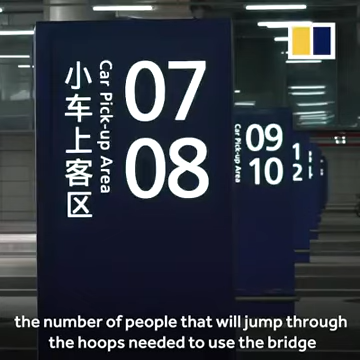 小车上客区
Car Pick-up Area
07
08
Car Pick-up Area
09
10
1
2
the number of people that will jump through
the hoops needed to use the bridge